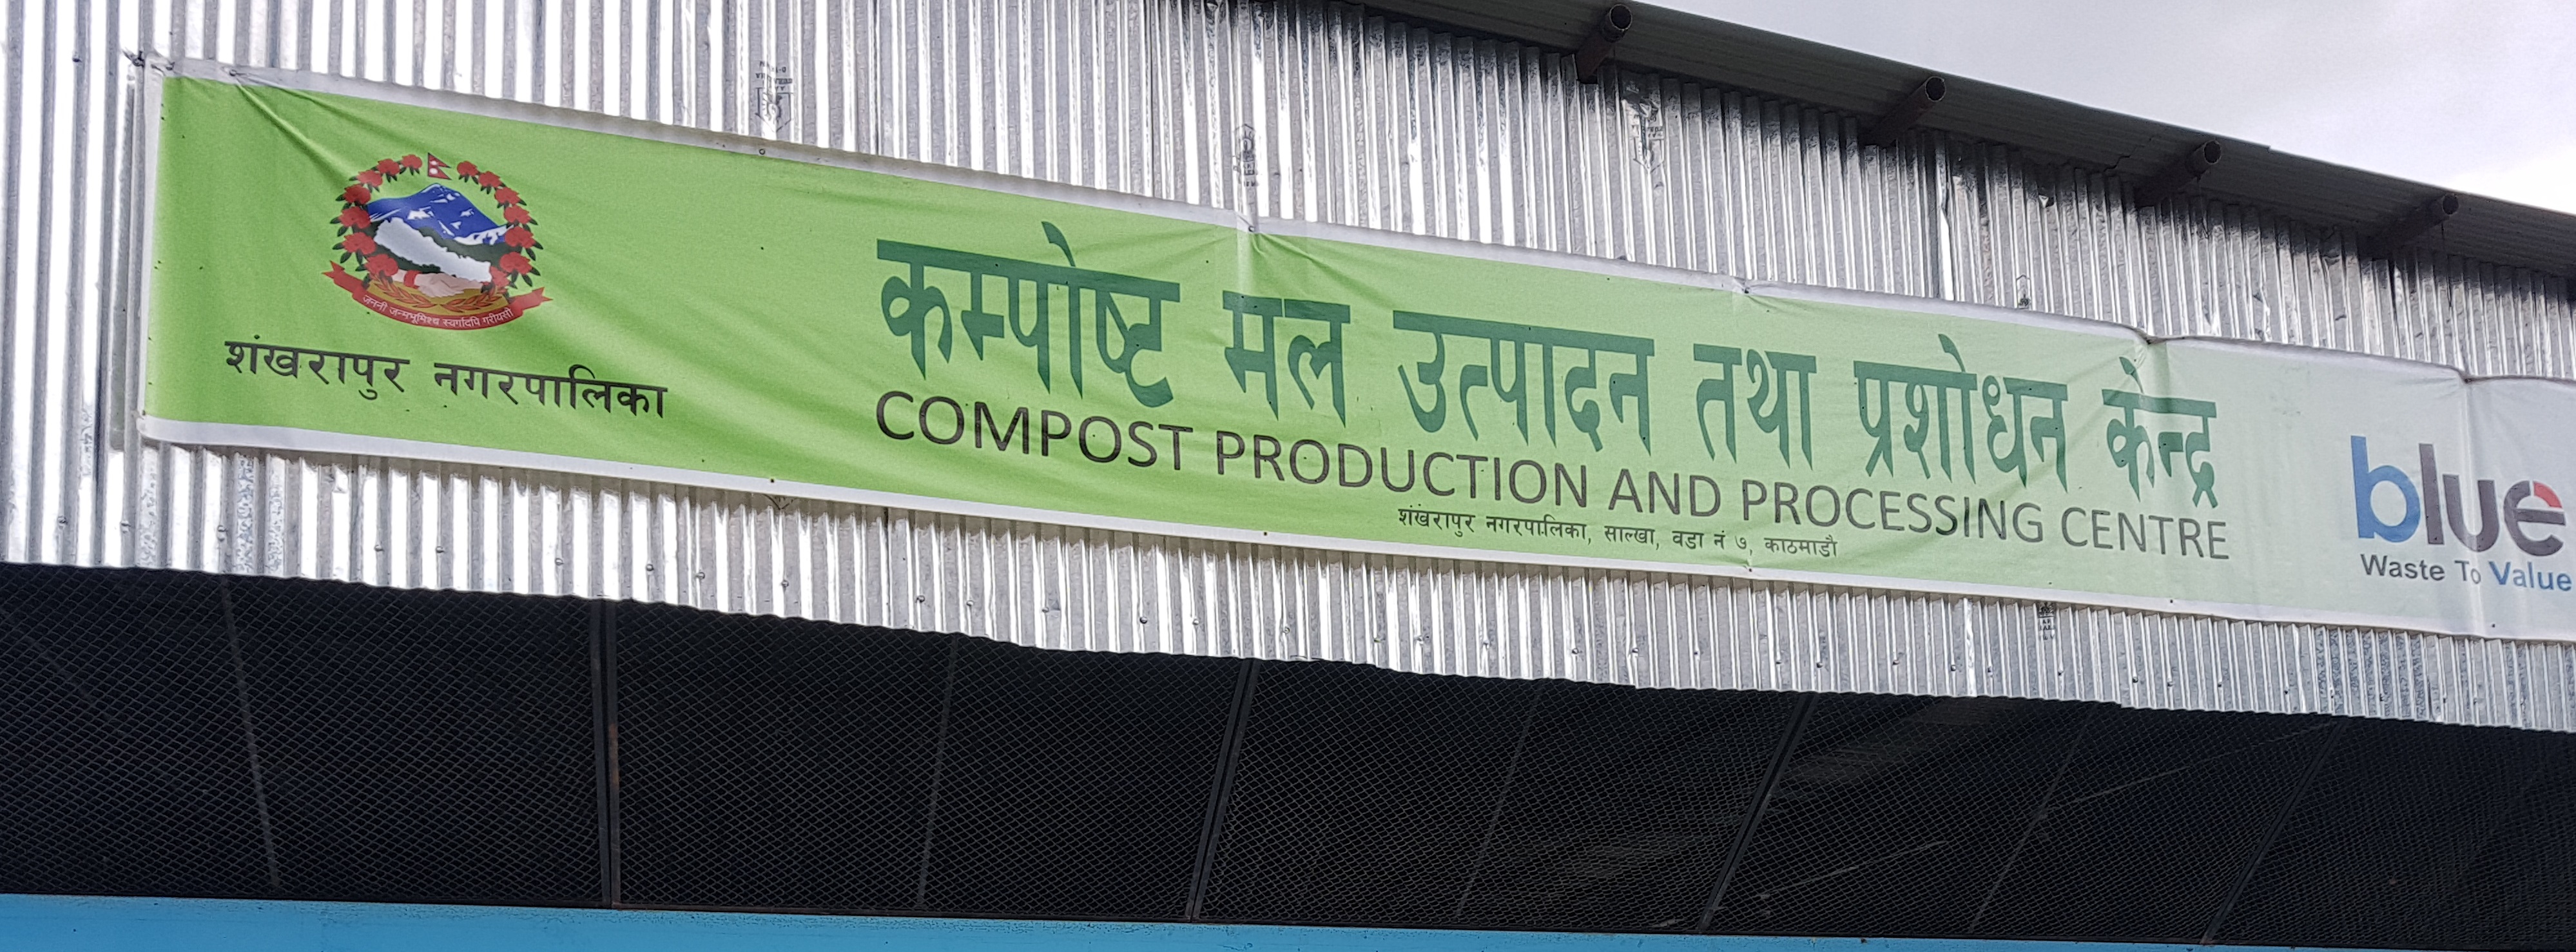 जननी जन्मभूमिश्च स्वर्गादपि गरीयसी
शंखरापुर नगरपालिका
कम्पोष्ट मल उत्पादन तथा प्रशोधन केन्द्र
COMPOST PRODUCTION AND PROCESSING CENTRE
शंखरापुर नगरपालिका, साल्खा, वडा नं ७, काठमाडौ
blue
Waste To Value